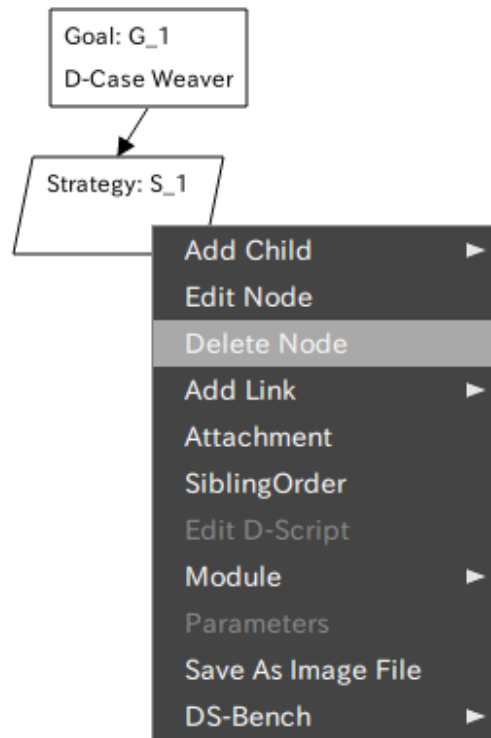 Goal: G_1
D-Case Weaver
Strategy: S_1
Add Child
Edit Node
Delete Node
Add Link
Attachment
SiblingOrder
Edit D-Script
Module
Parameters
Save As Image File
DS-Bench